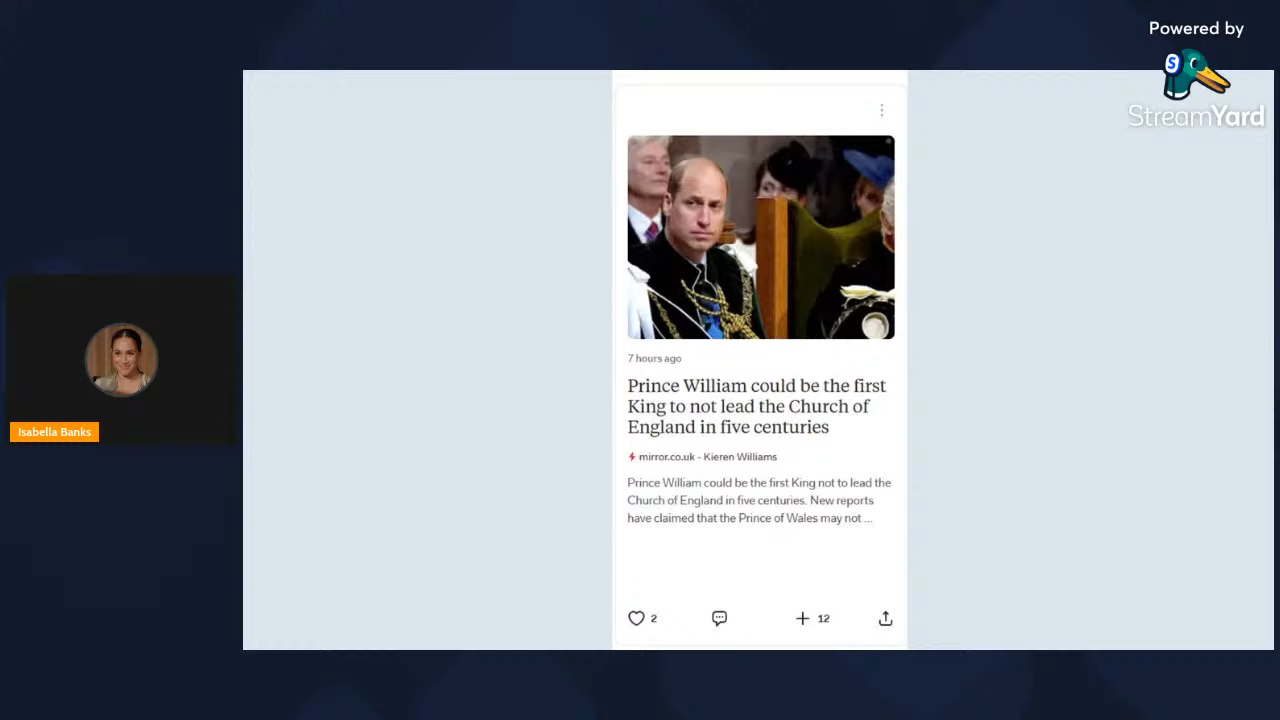 Powered by
StreamYard
7 hours ago
Prince William could be the first
King to not lead the Church of
England in five centuries
mirror.co.uk - Kieren Williams
Prince William could be the first King not to lead the
Church of England in five centuries. New reports
have claimed that the Prince of Wales may not ...
2
12
Isabella Banks